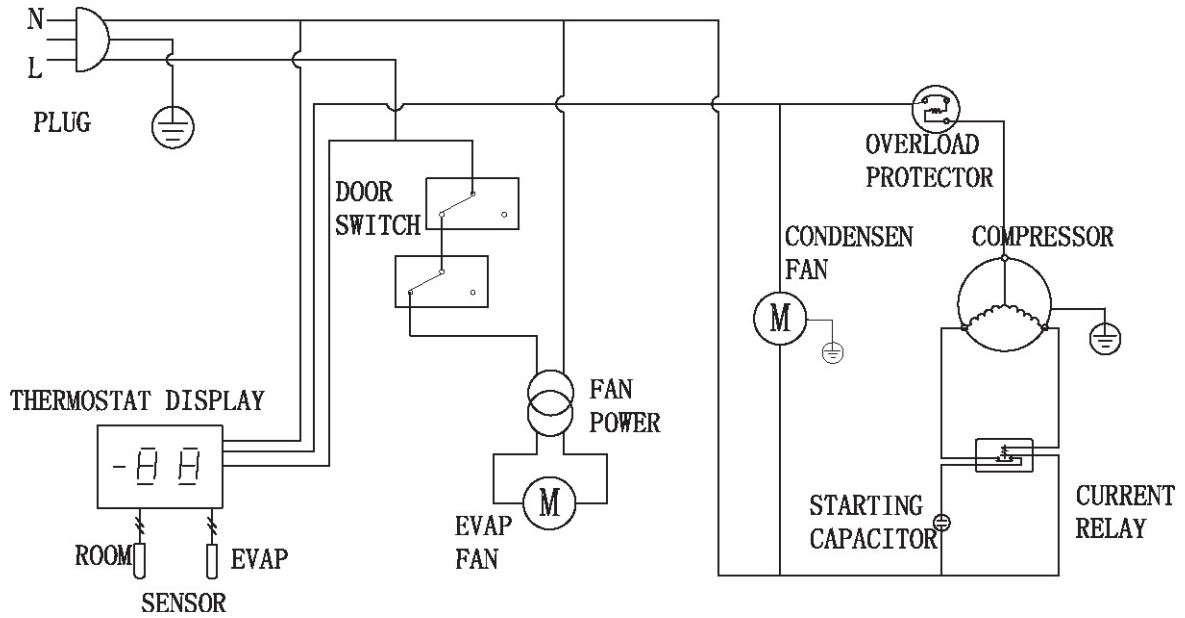 N
L
PLUG
OVERLOAD
PROTECTOR
DOOR
SWITCH
CONDENSEN
FAN
COMPRESSOR
M
THERMOSTAT DISPLAY
FAN
POWER
-88
M
EVAP
FAN
STARTING
CAPACITOR
CURRENT
RELAY
ROOM
EVAP
SENSOR